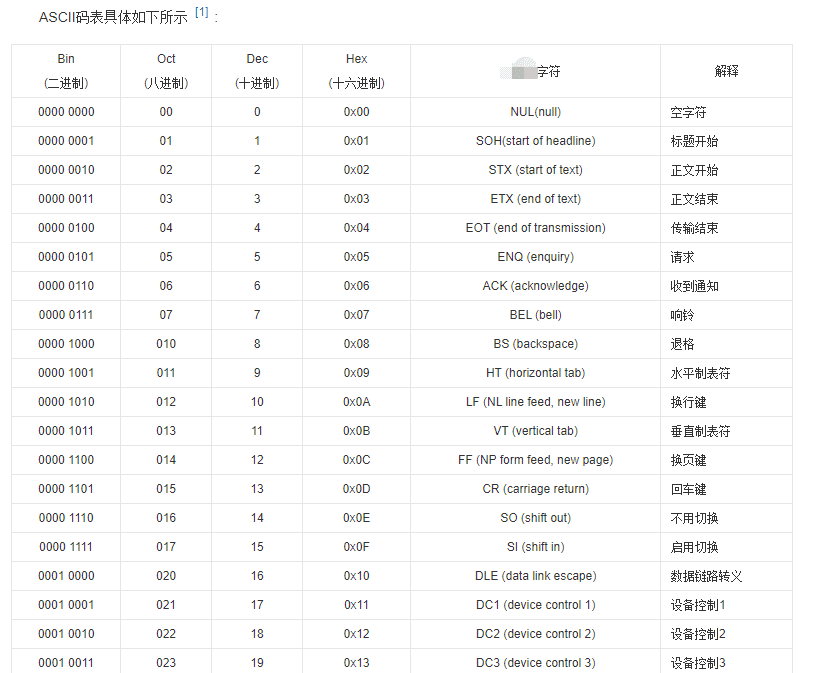 ASCII码表具体如下所示 [1] :
Bin (二进制) Oct (八进制) Dec (十进制) Hex (十六进制) 字符 解释
0000 0000 00 0 0x00 NUL(null) 空字符
0000 0001 01 1 0x01 SOH(start of headline) 标题开始
0000 0010 02 2 0x02 STX (start of text) 正文开始
0000 0011 03 3 0x03 ETX (end of text) 正文结束
0000 0100 04 4 0x04 EOT (end of transmission) 传输结束
0000 0101 05 5 0x05 ENQ (enquiry) 请求
0000 0110 06 6 0x06 ACK (acknowledge) 收到通知
0000 0111 07 7 0x07 BEL (bell) 响铃
0000 1000 010 8 0x08 BS (backspace) 退格
0000 1001 011 9 0x09 HT (horizontal tab) 水平制表符
0000 1010 012 10 0x0A LF (NL line feed, new line) 换行键
0000 1011 013 11 0x0B VT (vertical tab) 垂直制表符
0000 1100 014 12 0x0C FF (NP form feed, new page) 换页键
0000 1101 015 13 0x0D CR (carriage return) 回车键
0000 1110 016 14 0x0E SO (shift out) 不用切换
0000 1111 017 15 0x0F SI (shift in) 启用切换
0001 0000 020 16 0x10 DLE (data link escape) 数据链路转义
0001 0001 021 17 0x11 DC1 (device control 1) 设备控制1
0001 0010 022 18 0x12 DC2 (device control 2) 设备控制2
0001 0011 023 19 0x13 DC3 (device control 3) 设备控制3